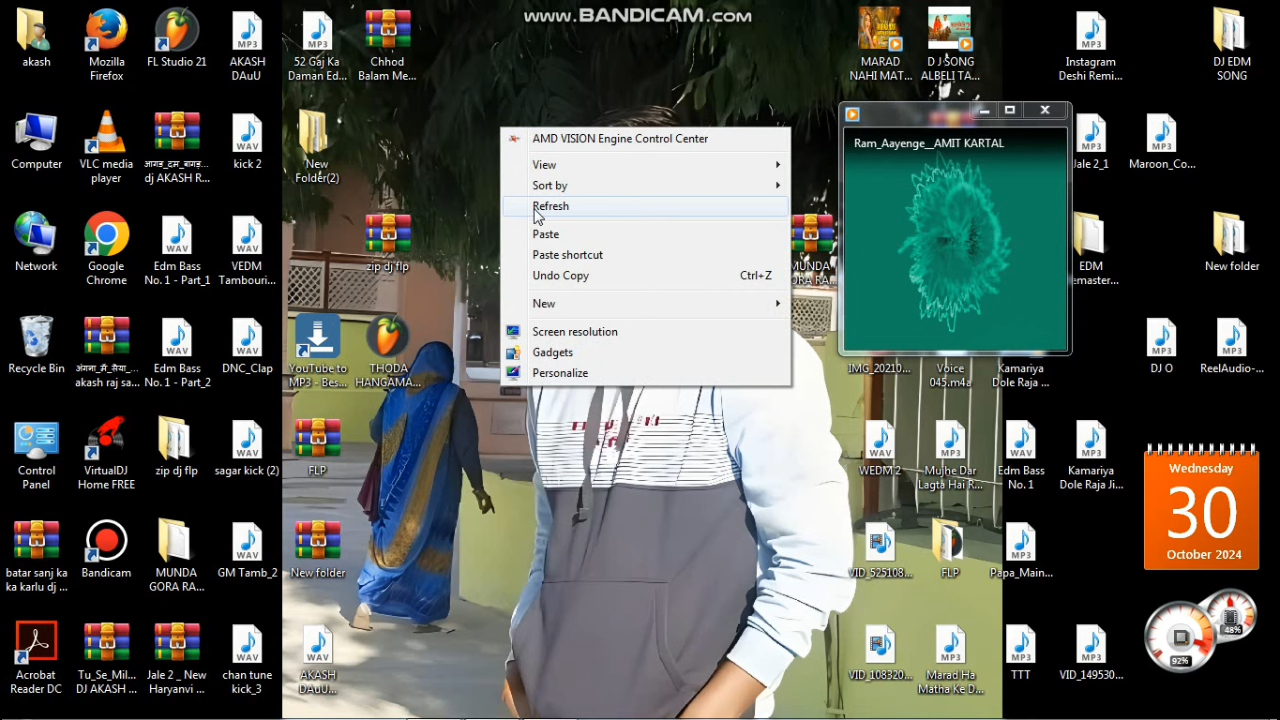 www.BANDICAM.com
akash
Mozilla
Firefox
FL Studio 21
AKASH
DAuU
52 Gaj Ka
Daman Ed...
Chhod
Balam Me...
MARAD
NAHI MAT...
D J SONG
ALBELI TA...
Instagram
Deshi Remi...
DJ EDM
SONG
Computer
VLC media
player
आगड़_दम_बागड़...
dj AKASH R...
kick 2
New
Folder(2)
Jale 2_1
Maroon_Co...
Network
Google
Chrome
Edm Bass
No. 1 - Part_1
VEDM
Tambouri...
zip dj flp
MUNDA
GORA RA...
EDM
New folder
Recycle Bin
akash raj sa...
Edm Bass
No. 1 - Part_2
DNC_Clap
YouTube to
MP3 - Bes...
THODA
HANGAMA...
IMG_20210...
Voice
045.m4a
Kamariya
Dole Raja ...
DJ O
ReelAudio-...
Control
Panel
VirtualDJ
Home FREE
zip dj flp
sagar kick (2)
FLP
WEDM 2
Mujhe Dar
Lagta Hai R...
Edm Bass
No. 1
Kamariya
Dole Raja Ji...
batar sanj ka
ka karlu dj ...
Bandicam
MUNDA
GORA RA...
GM Tamb_2
New folder
VID_525108...
FLP
Papa_Main...
Acrobat
Reader DC
Tu_Se_Mil...
DJ AKASH ...
Jale 2 _ New
Haryanvi ...
chan tune
kick_3
AKASH
DAuU...
VID_108320...
Marad Ha
Matha Ke D...
TTT
VID_149530...
AMD VISION Engine Control Center
View
Sort by
Refresh
Paste
Paste shortcut
Undo Copy Ctrl+Z
New
Screen resolution
Gadgets
Personalize
Ram_Aayenge__AMIT KARTAL
Wednesday
30
October 2024
48%
92%